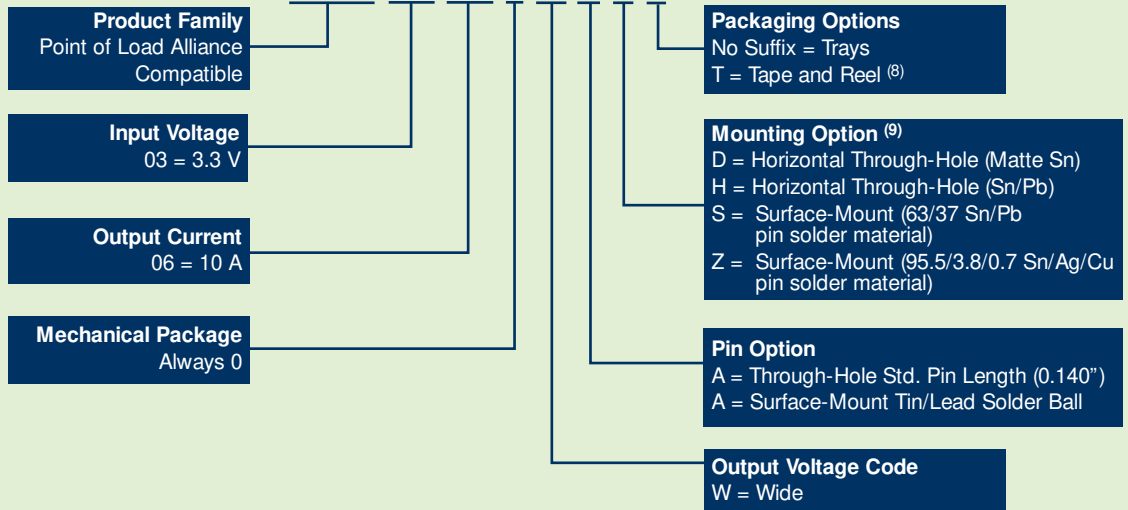 Product Family
Point of Load Alliance
Compatible
Input Voltage
03 = 3.3 V
Output Current
06 = 10 A
Mechanical Package
Always 0
Packaging Options
No Suffix = Trays
T = Tape and Reel (8)
Mounting Option (9)
D = Horizontal Through-Hole (Matte Sn)
H = Horizontal Through-Hole (Sn/Pb)
S = Surface-Mount (63/37 Sn/Pb
pin solder material)
Z = Surface-Mount (95.5/3.8/0.7 Sn/Ag/Cu
pin solder material)
Pin Option
A = Through-Hole Std. Pin Length (0.140”)
A = Surface-Mount Tin/Lead Solder Ball
Output Voltage Code
W = Wide